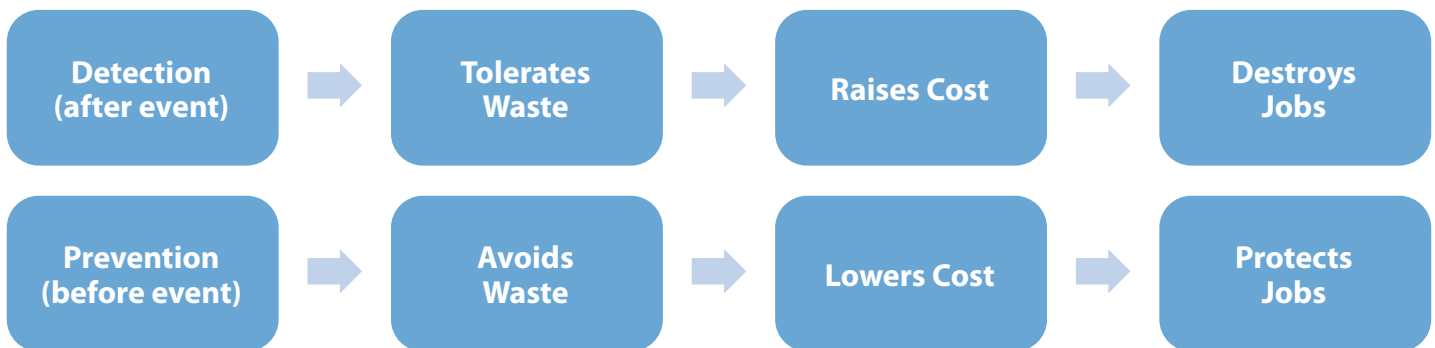 Detection
(after event)
Tolerates
Waste
Raises Cost
Destroys
Jobs
Prevention
(before event)
Avoids
Waste
Lowers Cost
Protects
Jobs